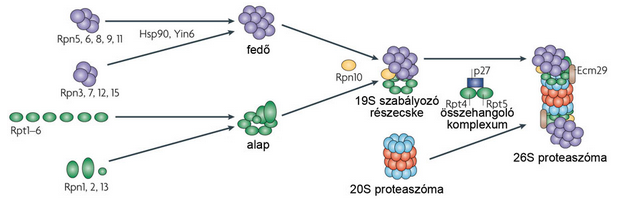 Rpn5, 6, 8, 9, 11
Hsp90, Yin6
fedő
Rpn3, 7, 12, 15
Rpt1–6
Rpn1, 2, 13
alap
Rpn10
19S szabályozó
részecske
p27
Rpt4
Rpt5
összehangoló
komplexum
Ecm29
20S proteaszóma
26S proteaszóma